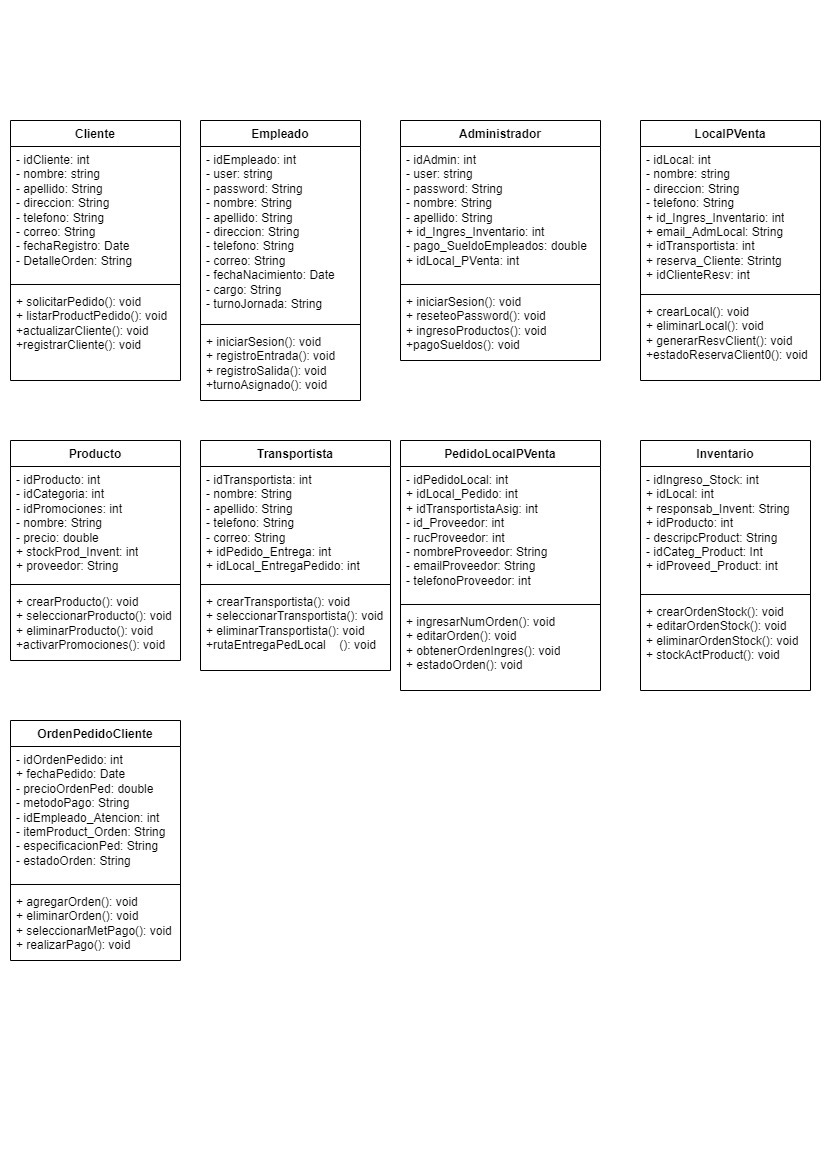 Cliente
- idCliente: int
- nombre: string
- apellido: String
- direccion: String
- telefono: String
- correo: String
- fechaRegistro: Date
- DetalleOrden: String
+ solicitarPedido(): void
+ listarProductPedido(): void
+actualizarCliente(): void
+registrarCliente(): void
Empleado
- idEmpleado: int
- user: string
- password: String
- nombre: String
- apellido: String
- direccion: String
- telefono: String
- correo: String
- fechaNacimiento: Date
- cargo: String
- turnoJornada: String
+ iniciarSesion(): void
+ registroEntrada(): void
+ registroSalida(): void
+turnoAsignado(): void
Administrador
- idAdmin: int
- user: string
- password: String
- nombre: String
- apellido: String
+ id_Ingres_Inventario: int
- pago_SueldoEmpleados: double
+ idLocal_PVenta: int
+ iniciarSesion(): void
+ reseteoPassword(): void
+ ingresoProductos(): void
+pagoSueldos(): void
LocalPVenta
- idLocal: int
- nombre: string
- direccion: String
- telefono: String
+ id_Ingres_Inventario: int
+ email_AdmLocal: String
+ idTransportista: int
+ reserva_Cliente: Strintg
+ idClienteResv: int
+ crearLocal(): void
+ eliminarLocal(): void
+ generarResvClient(): void
+estadoReservaClient0(): void
Producto
- idProducto: int
- idCategoria: int
- idPromociones: int
- nombre: String
- precio: double
+ stockProd_Invent: int
+ proveedor: String
+ crearProducto(): void
+ seleccionarProducto(): void
+ eliminarProducto(): void
+activarPromociones(): void
Transportista
- idTransportista: int
- nombre: String
- apellido: String
- telefono: String
- correo: String
+ idPedido_Entrega: int
+ idLocal_EntregaPedido: int
+ crearTransportista(): void
+ seleccionarTransportista(): void
+ eliminarTransportista(): void
+rutaEntregaPedLocal (): void
PedidoLocalPVenta
- idPedidoLocal: int
+ idLocal_Pedido: int
+ idTransportistaAsig: int
- id_Proveedor: int
- rucProveedor: int
- nombreProveedor: String
- emailProveedor: String
- telefonoProveedor: int
+ ingresarNumOrden(): void
+ editarOrden(): void
+ obtenerOrdenIngres(): void
+ estadoOrden(): void
Inventario
- idIngreso_Stock: int
+ idLocal: int
+ responsab_Invent: String
+ idProducto: int
- descripcProduct: String
- idCateg_Product: Int
+ idProveed_Product: int
+ crearOrdenStock(): void
+ editarOrdenStock(): void
+ eliminarOrdenStock(): void
+ stockActProduct(): void
OrdenPedidoCliente
- idOrdenPedido: int
+ fechaPedido: Date
- precioOrdenPed: double
- metodoPago: String
- idEmpleado_Atencion: int
- itemProduct_Orden: String
- especificacionPed: String
- estadoOrden: String
+ agregarOrden(): void
+ eliminarOrden(): void
+ seleccionarMetPago(): void
+ realizarPago(): void